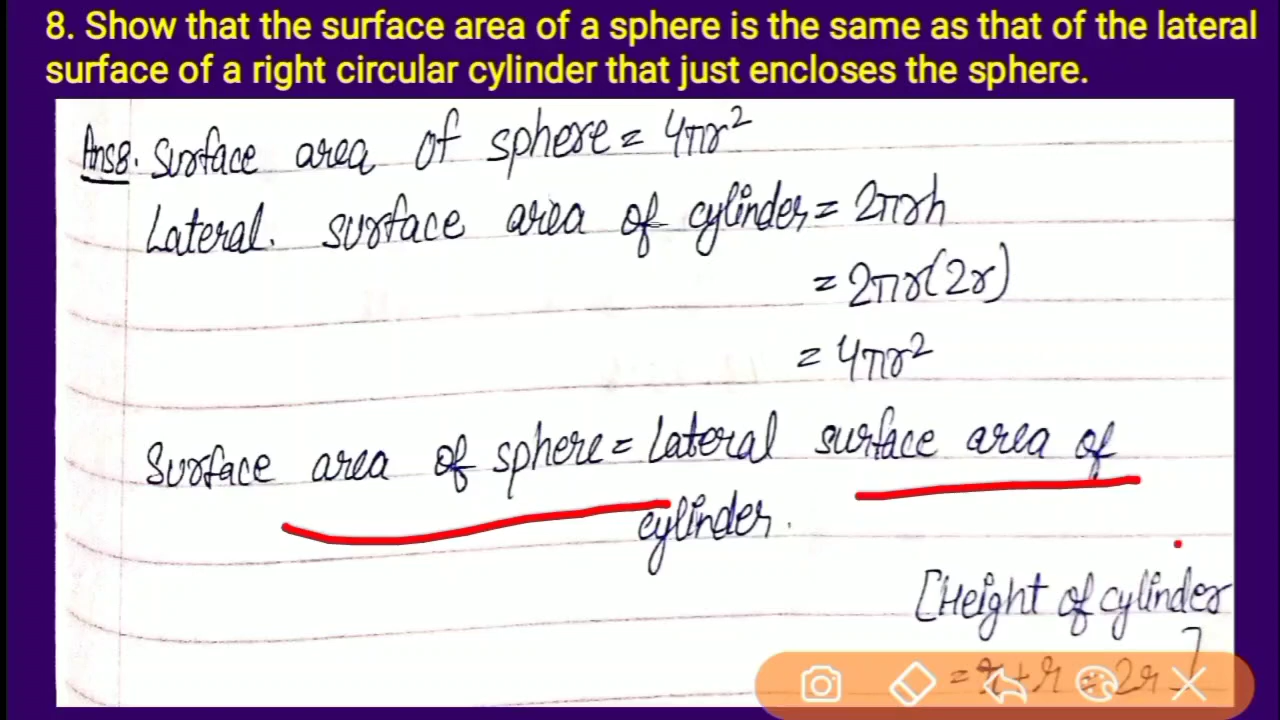 8. Show that the surface area of a sphere is the same as that of the lateral
surface of a right circular cylinder that just encloses the sphere.
Ans8. Surface area of sphere = 4πr²
Lateral. surface area of cylinder = 2πrh
= 2πr(2r)
= 4πr²
Surface area of sphere = Lateral surface area of
cylinder.
[Height of cylinder
= r + r = 2r ]